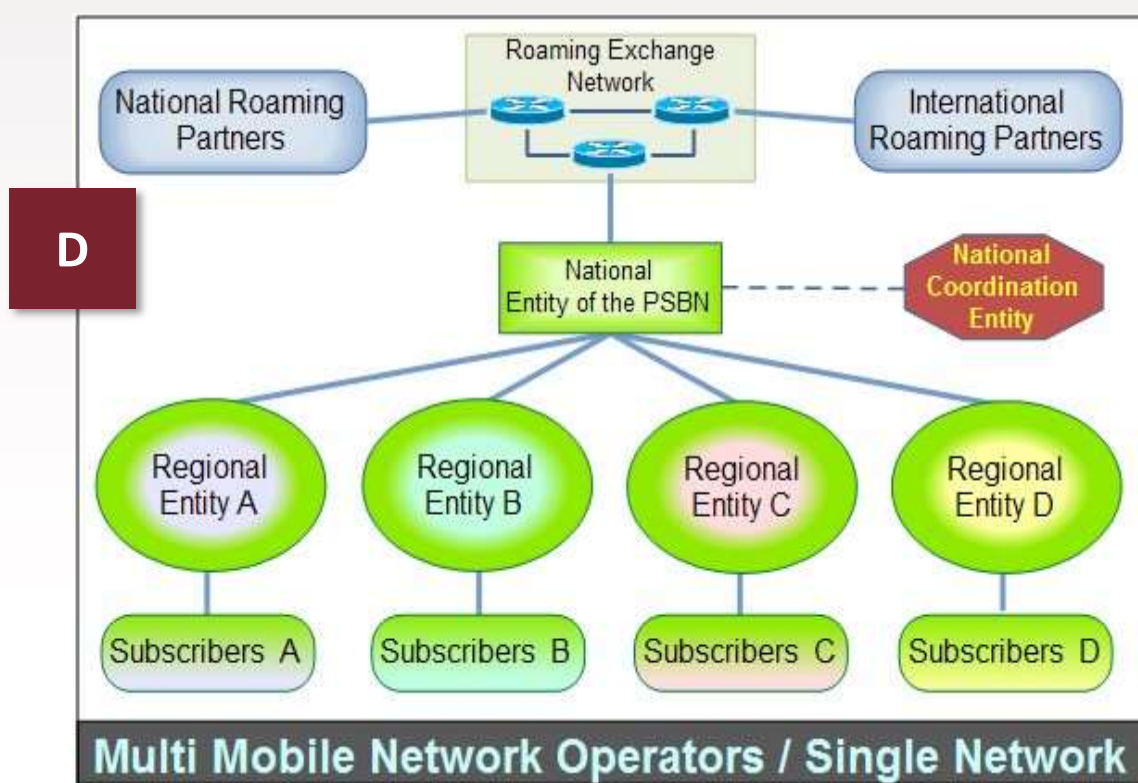 Roaming Exchange
Network
National Roaming
Partners
International
Roaming Partners
D
National
Entity of the PSBN
National
Coordination
Entity
Regional
Entity A
Regional
Entity B
Regional
Entity C
Regional
Entity D
Subscribers A
Subscribers B
Subscribers C
Subscribers D
Multi Mobile Network Operators / Single Network